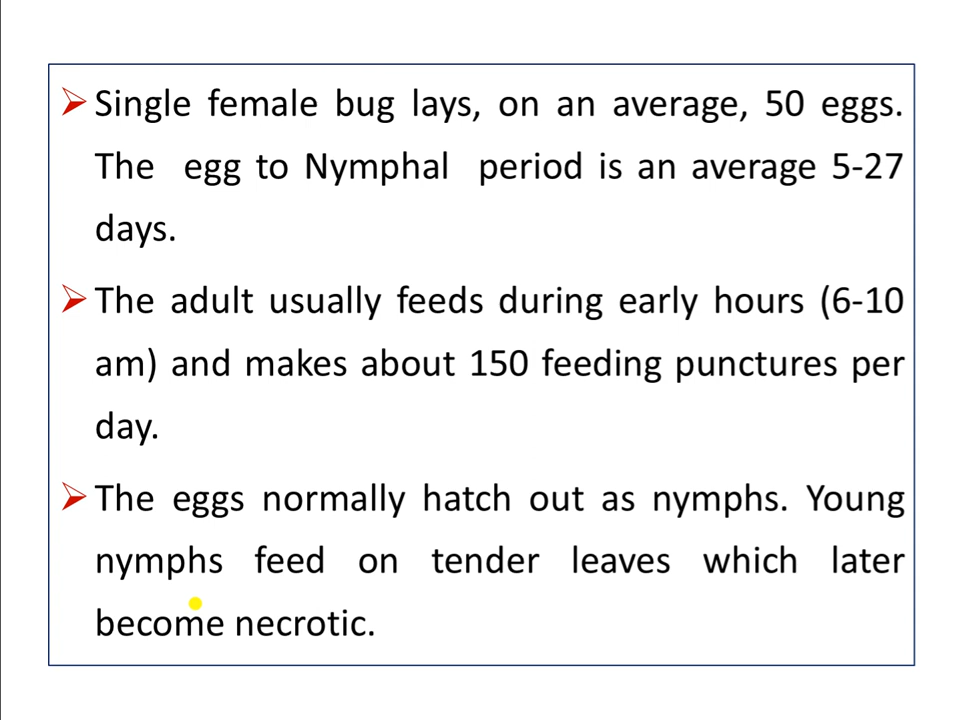 Single female bug lays, on an average, 50 eggs.
The egg to Nymphal period is an average 5-27
days.
The adult usually feeds during early hours (6-10
am) and makes about 150 feeding punctures per
day.
The eggs normally hatch out as nymphs. Young
nymphs feed on tender leaves which later
become necrotic.